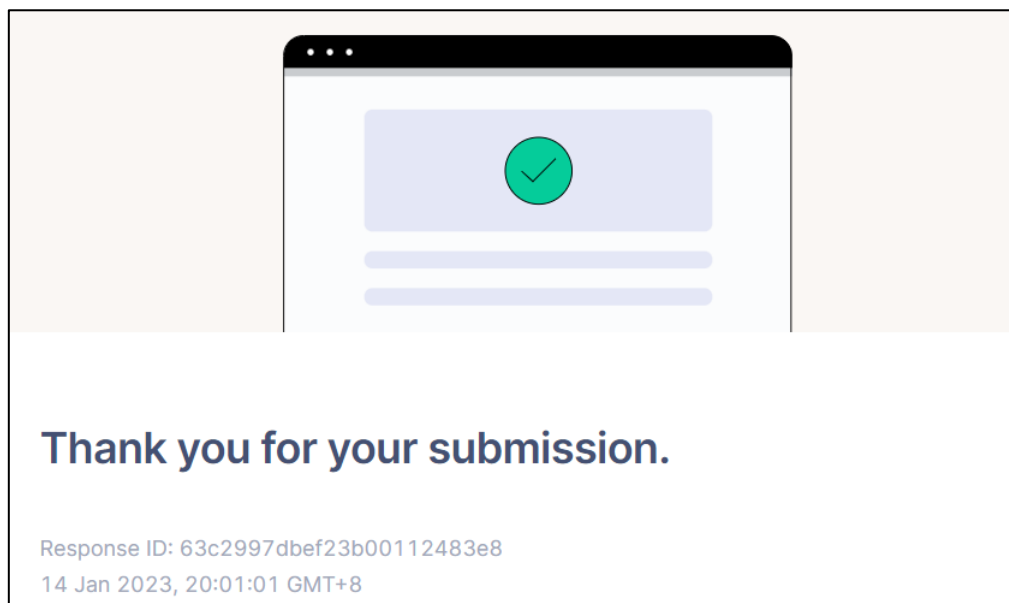 Thank you for your submission.
Response ID: 63c2997dbef23b00112483e8
14 Jan 2023, 20:01:01 GMT+8